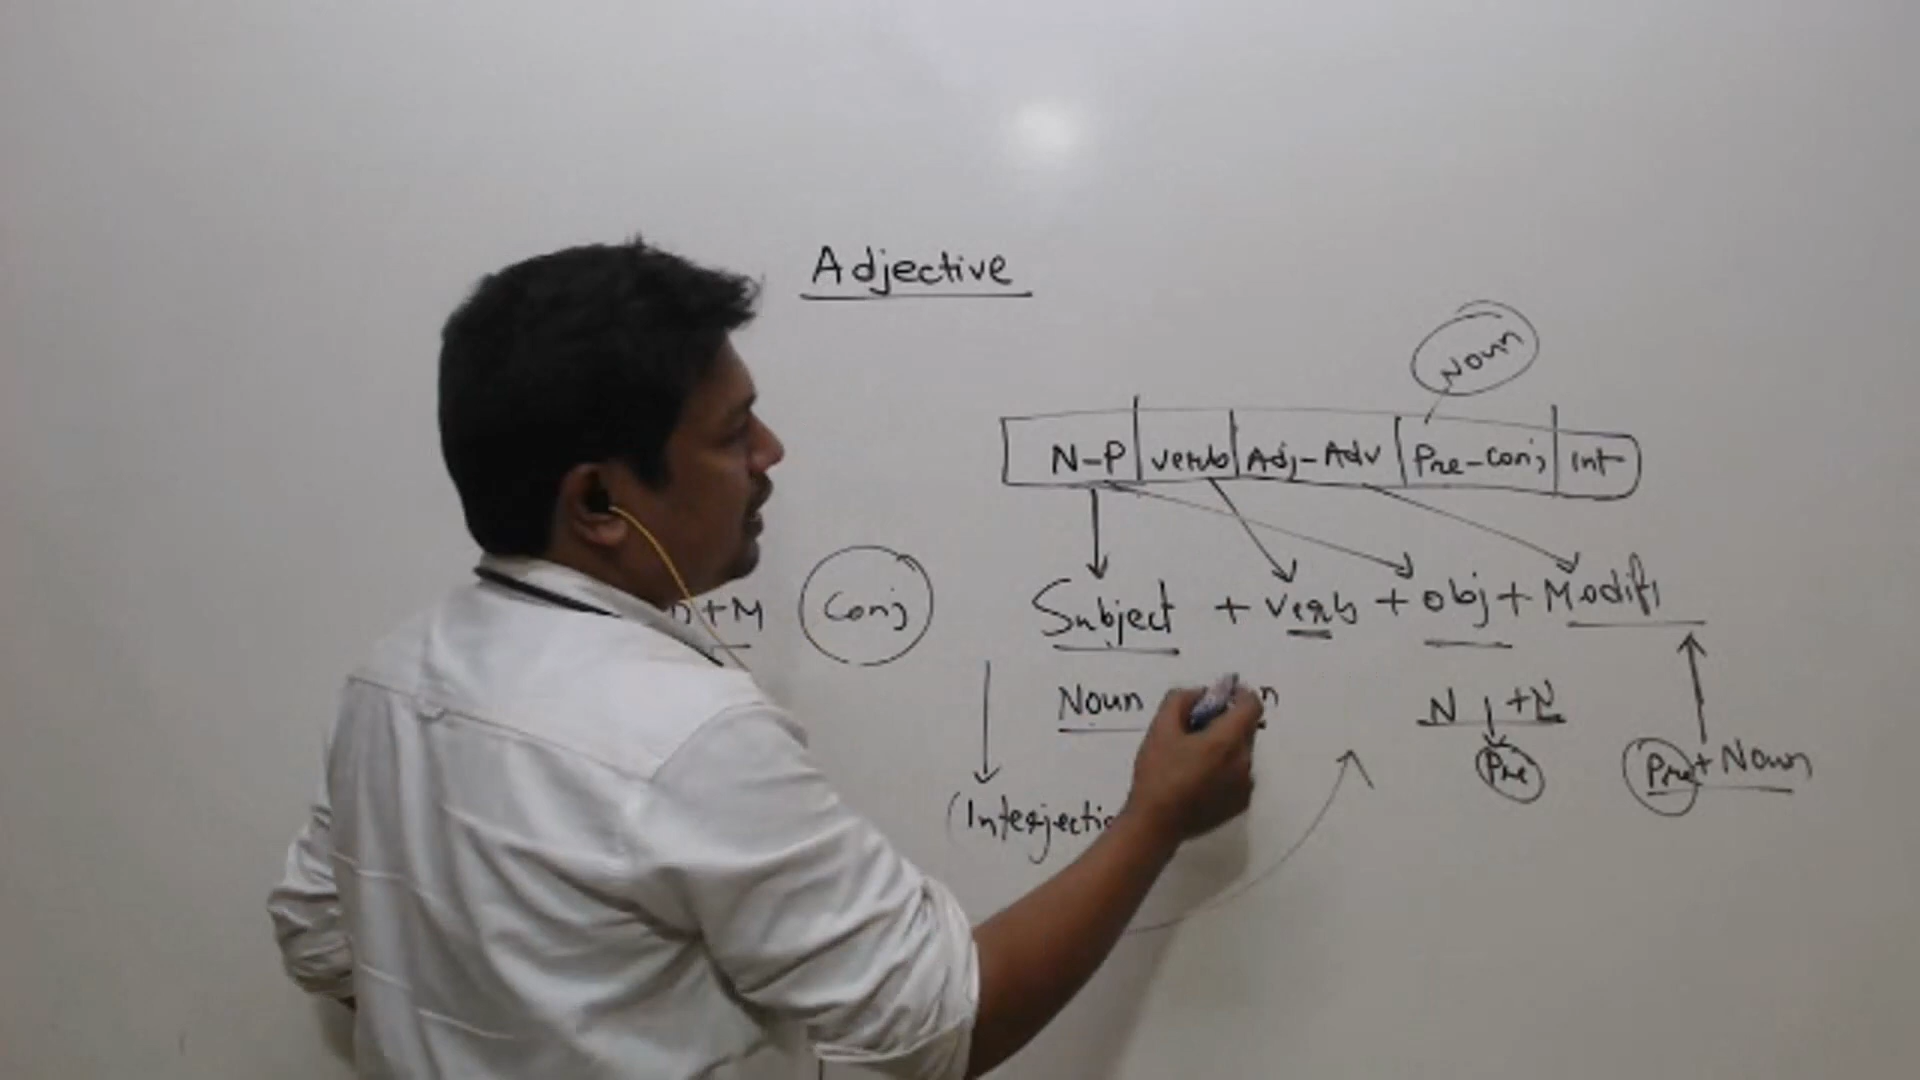 Adjective
Noun
N-P verb Adj-Adv Pre-Conj Int
+M Conj Subject + Verb + Obj + Modifi
Noun N +N
Pre Pre + Noun
(Interjectio